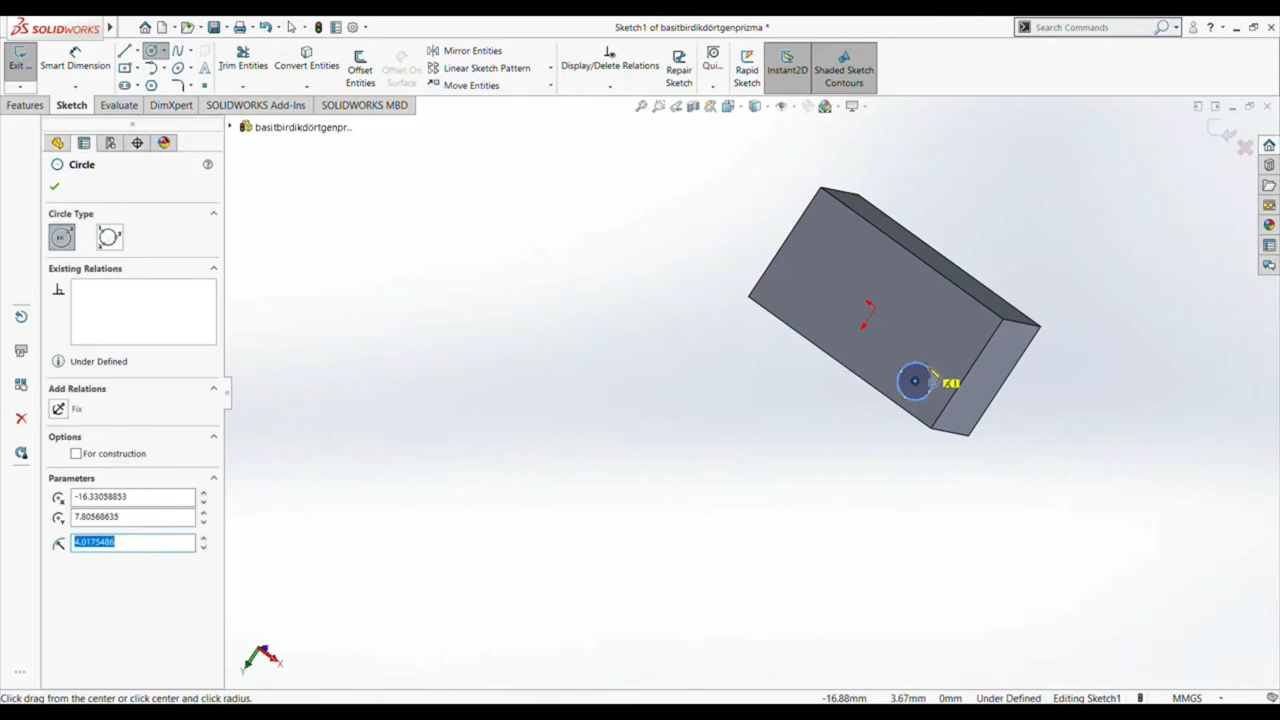 SOLIDWORKS
Sketch1 of basitbirdikdörtgenprizma *
Search Commands
Exit ...
Smart Dimension
Trim Entities
Convert Entities
Offset Entities
Offset On Surface
Mirror Entities
Linear Sketch Pattern
Move Entities
Display/Delete Relations
Repair Sketch
Qui...
Rapid Sketch
Instant2D
Shaded Sketch Contours
Features Sketch Evaluate DimXpert SOLIDWORKS Add-Ins SOLIDWORKS MBD
basitbirdikdörtgenpr...
Circle
Circle Type
Existing Relations
Under Defined
Add Relations
Fix
Options
For construction
Parameters
-16.33058853
7.80568635
4.0175486
Y
X
Click drag from the center or click center and click radius.
-16.88mm 3.67mm 0mm Under Defined Editing Sketch1 MMGS